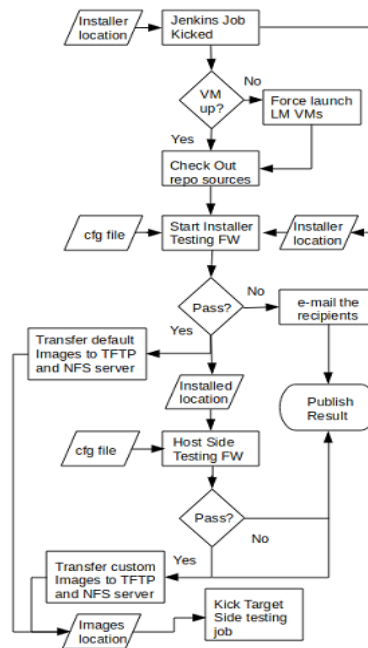 Installer
location
Jenkins Job
Kicked
VM
up?
No
Yes
Force launch
LM VMs
Check Out
repo sources
cfg file
Start Installer
Testing FW
Installer
location
Pass?
No
Yes
e-mail the
recipients
Transfer default
Images to TFTP
and NFS server
Installed
location
Publish
Result
cfg file
Host Side
Testing FW
Pass?
No
Yes
Transfer custom
Images to TFTP
and NFS server
Images
location
Kick Target
Side testing
job